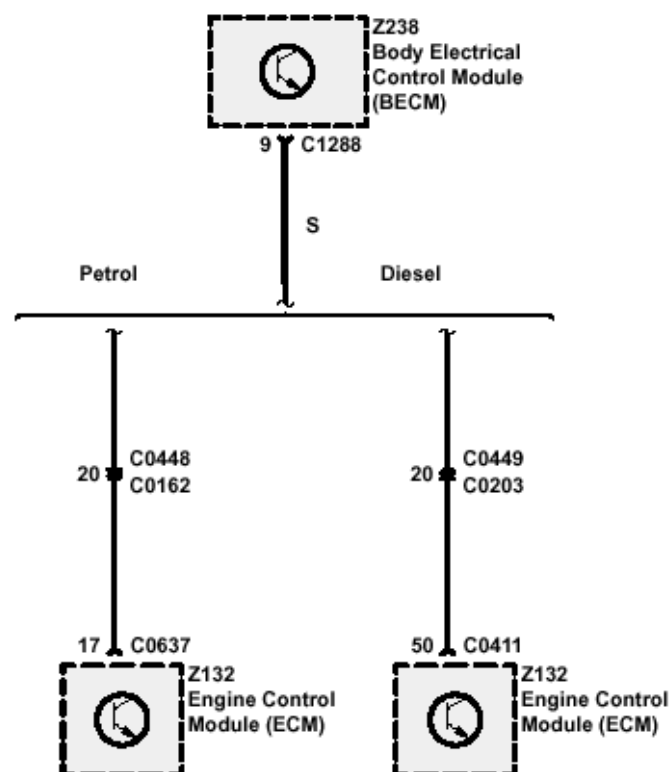 Z238
Body Electrical
Control Module
(BECM)
9 C1288
S
Petrol Diesel
20 C0448
C0162
20 C0449
C0203
17 C0637
50 C0411
Z132
Engine Control
Module (ECM)
Z132
Engine Control
Module (ECM)